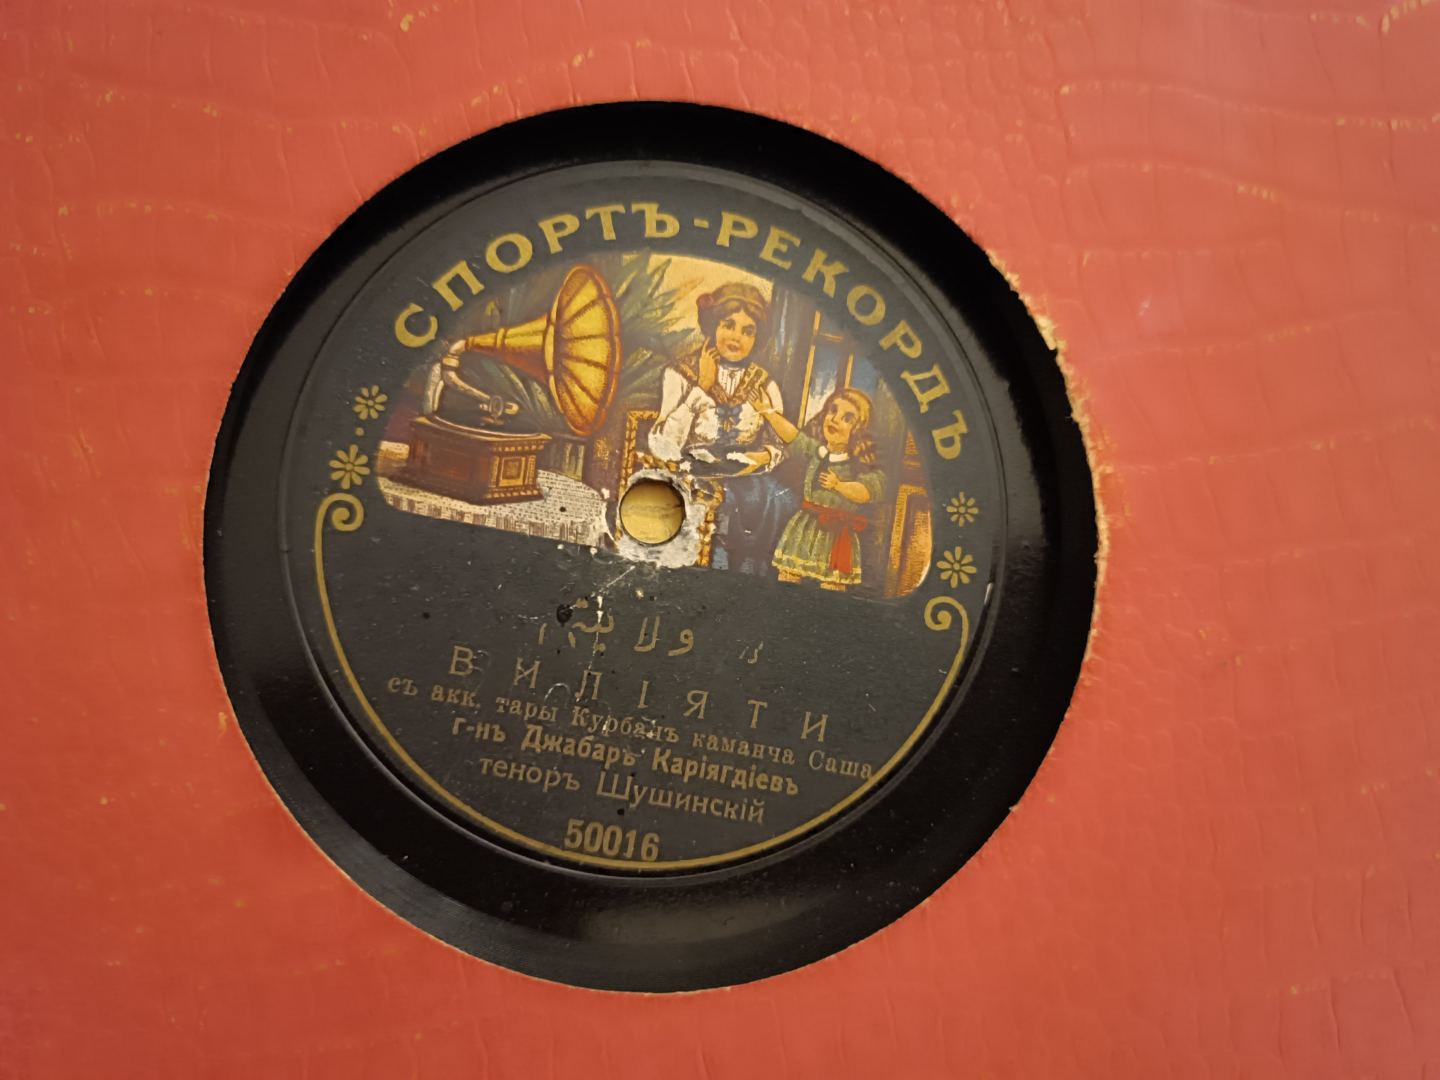 СПОРТЪ-РЕКОРДЪ
ВИЛІЯТИ
съ акк. тары Курбанъ каманча Саша
г-нъ Джабаръ Каріягдіевъ
теноръ Шушинскій
50016